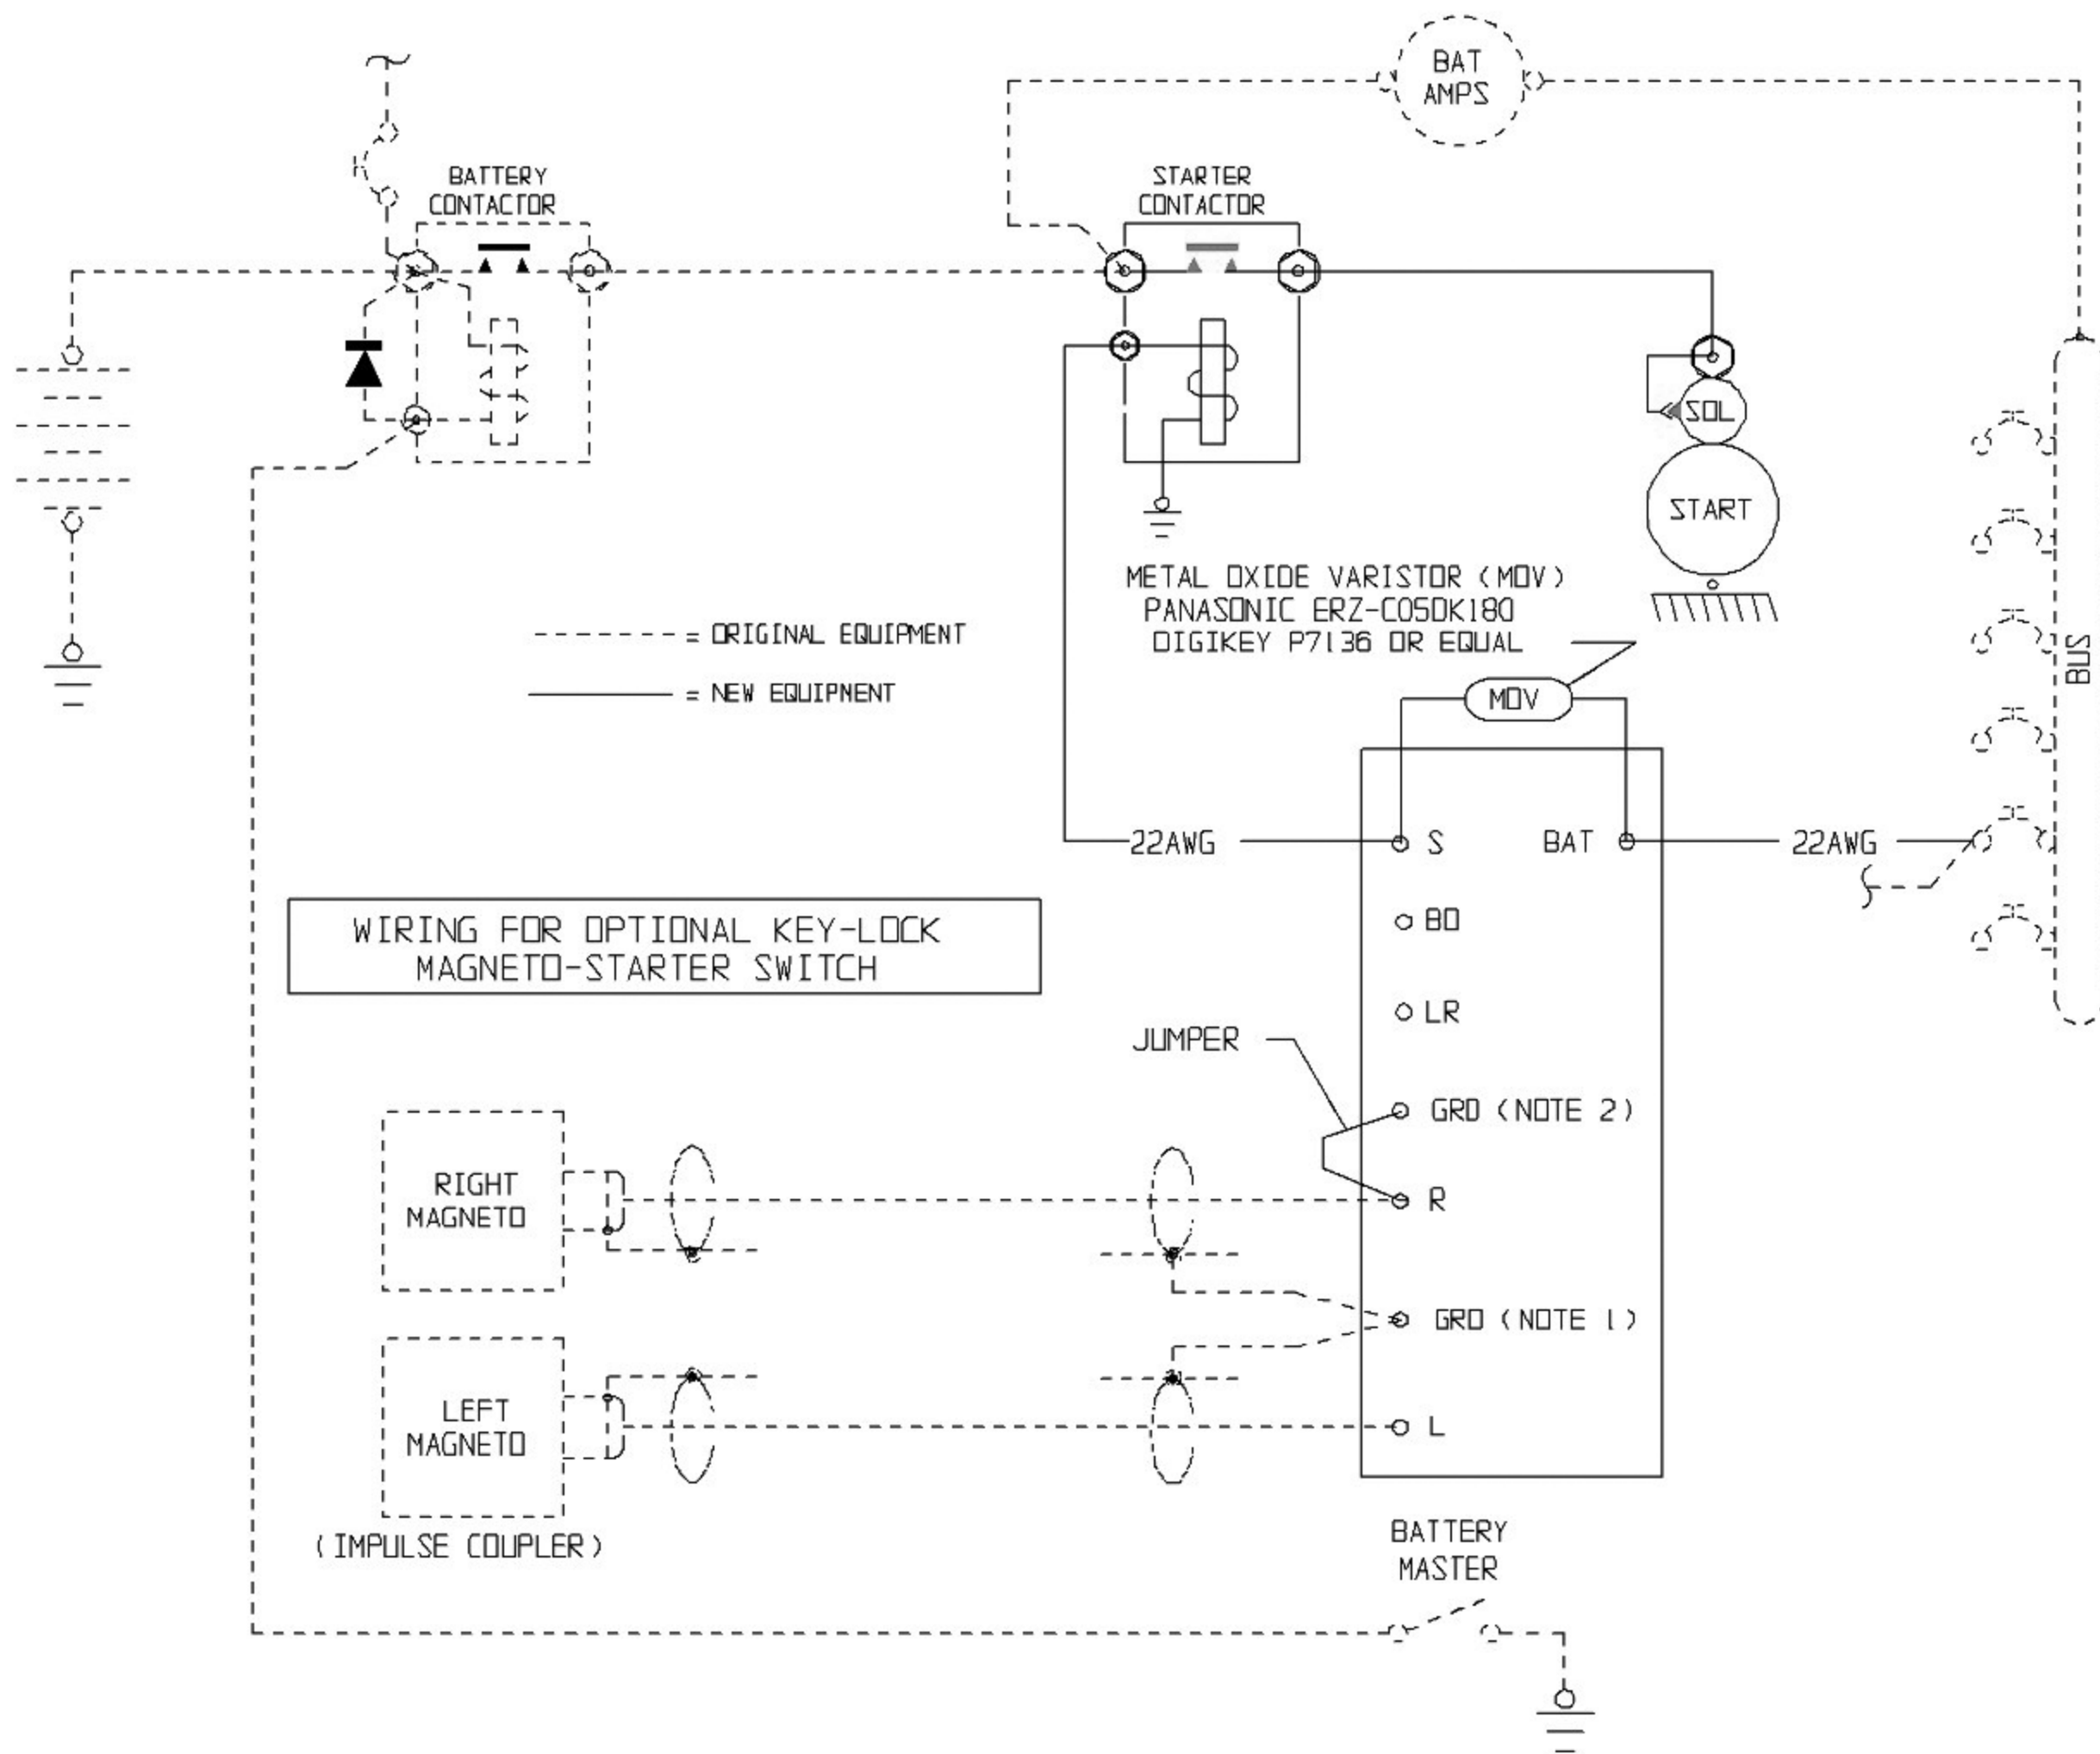 BAT
AMPS
BATTERY
CONTACTOR
STARTER
CONTACTOR
SOL
START
METAL OXIDE VARISTOR (MOV)
PANASONIC ERZ-C05DK180
DIGIKEY P7136 OR EQUAL
= ORIGINAL EQUIPMENT
= NEW EQUIPMENT
BUS
MOV
22AWG
S
BAT
22AWG
BO
WIRING FOR OPTIONAL KEY-LOCK
MAGNETO-STARTER SWITCH
LR
JUMPER
GRD (NOTE 2)
RIGHT
MAGNETO
R
GRD (NOTE 1)
LEFT
MAGNETO
L
(IMPULSE COUPLER)
BATTERY
MASTER